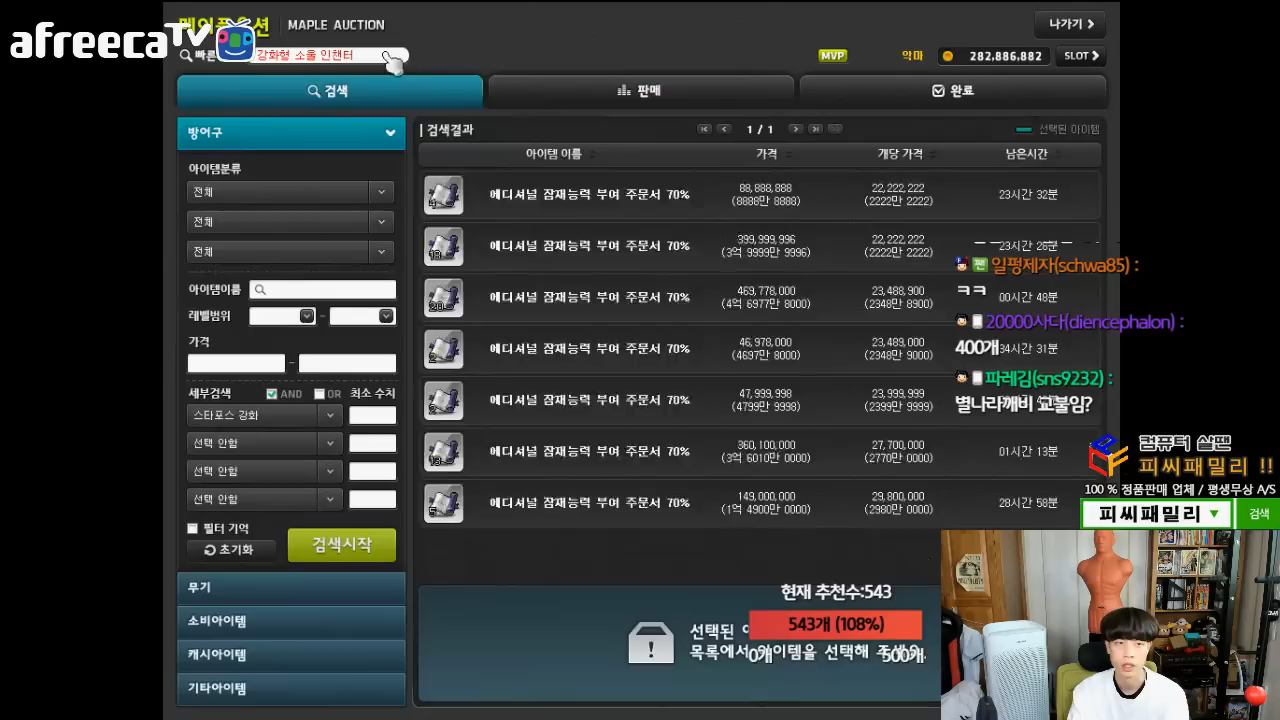 메이플옥션 MAPLE AUCTION
나가기
afreecaTV
빠른
강화형 소울 인챈터
MVP
악마
282,886,882
SLOT
검색
판매
완료
방어구
아이템분류
전체
전체
전체
아이템이름
레벨범위
-
가격
-
세부검색 AND OR 최소 수치
스타포스 강화
선택 안함
선택 안함
선택 안함
필터 기억
초기화
검색시작
무기
소비아이템
캐시아이템
기타아이템
검색결과
1 / 1
선택된 아이템
아이템 이름 가격 개당 가격 남은시간
에디셔널 잠재능력 부여 주문서 70% 88,888,888 22,222,222 23시간 32분
(8888만 8888) (2222만 2222)
에디셔널 잠재능력 부여 주문서 70% 399,999,996 22,222,222
(3억 9999만 9996) (2222만 2222)
에디셔널 잠재능력 부여 주문서 70% 469,778,000 23,488,900 00시간 48분
(4억 6977만 8000) (2348만 8900)
에디셔널 잠재능력 부여 주문서 70% 46,978,000 23,489,000 34시간 31분
(4697만 8000) (2348만 9000)
에디셔널 잠재능력 부여 주문서 70% 47,999,998 23,999,999
(4799만 9998) (2399만 9999)
에디셔널 잠재능력 부여 주문서 70% 360,100,000 27,700,000 01시간 13분
(3억 6010만 0000) (2770만 0000)
에디셔널 잠재능력 부여 주문서 70% 149,000,000 29,800,000 28시간 58분
(1억 4900만 0000) (2980만 0000)
일펑제자(schwa85) :
ㅋㅋ
20000사다(diencephalon) :
400개
파레김(sns9232) :
별나라깨비 교불임?
컴퓨터 살땐
피씨패밀리 !!
100 % 정품판매 업체 / 평생무상 A/S
피씨패밀리
검색
현재 추천수:543
543개 (108%)
0개 500개
선택된
목록에서 아이템을 선택해